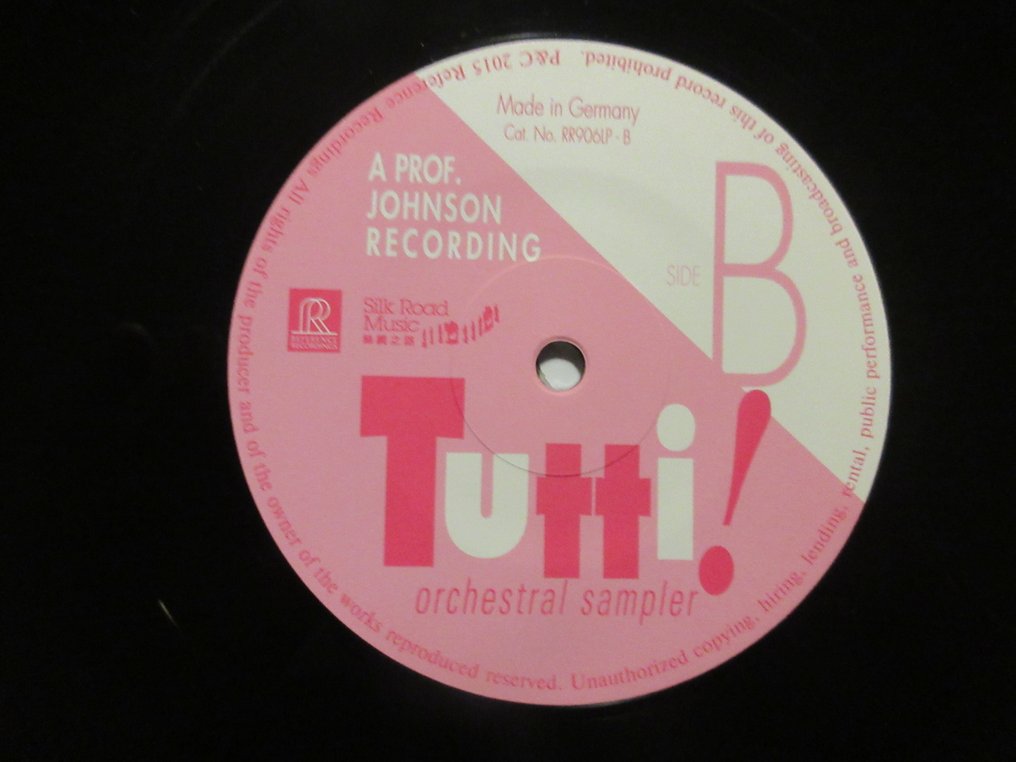 Made in Germany
Cat. No. RR906LP - B
A PROF.
JOHNSON
RECORDING
SIDE B
R
REFERENCE
RECORDINGS
Silk Road
Music
Tutti!
orchestral sampler
P&C 2015 Reference Recordings All rights of the producer and of the owner of the works reproduced reserved. Unauthorized copying, hiring, lending, rental, public performance and broadcasting of this record prohibited.